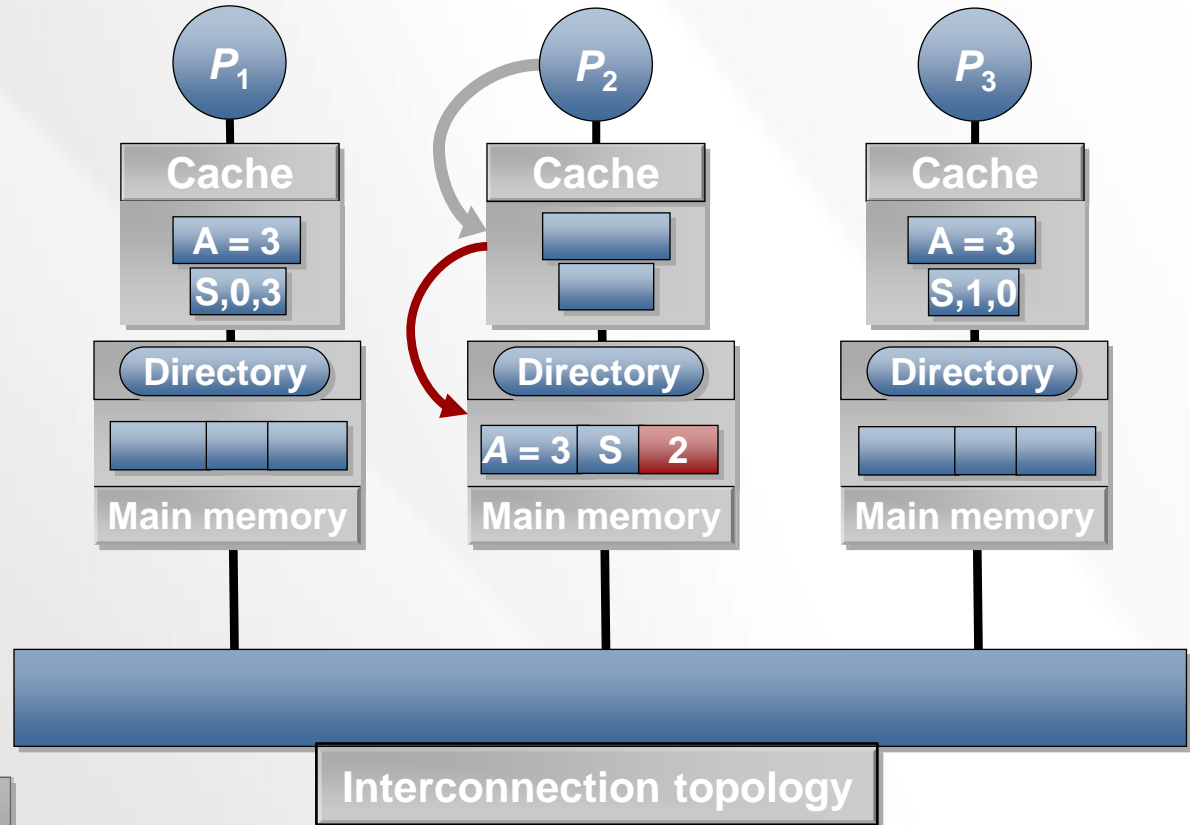 P1 P2 P3
Cache Cache Cache
A = 3 A = 3
S,0,3 S,1,0
Directory Directory Directory
A = 3 S 2
Main memory Main memory Main memory
Interconnection topology